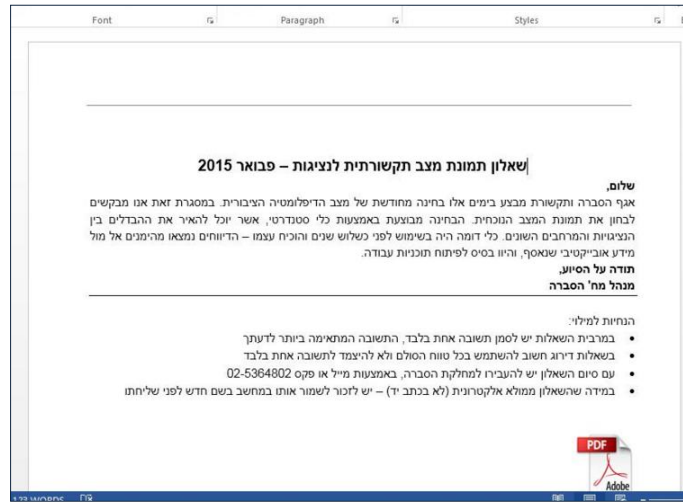 Font Paragraph Styles
שאלון תמונת מצב תקשורתית לנציגות – פבואר 2015
שלום,
אגף הסברה ותקשורת מבצע בימים אלו בחינה מחודשת של מצב הדיפלומטיה הציבורית. במסגרת זאת אנו מבקשים
לבחון את תמונת המצב הנוכחית. הבחינה מבוצעת באמצעות כלי סטנדרטי, אשר יוכל להאיר את ההבדלים בין
הנציגויות והמרחבים השונים. כלי דומה היה בשימוש לפני כשלוש שנים והוכיח עצמו – הדיווחים נמצאו מהימנים אל מול
מידע אובייקטיבי שנאסף, והיוו בסיס לפיתוח תוכניות עבודה.
תודה על הסיוע,
מנהל מח' הסברה
הנחיות למילוי:
• במרבית השאלות יש לסמן תשובה אחת בלבד, התשובה המתאימה ביותר לדעתך
• בשאלות דירוג חשוב להשתמש בכל טווח הסולם ולא להיצמד לתשובה אחת בלבד
• עם סיום השאלון יש להעבירו למחלקת הסברה, באמצעות מייל או פקס 02-5364802
• במידה שהשאלון ממולא אלקטרונית (לא בכתב יד) – יש לזכור לשמור אותו במחשב בשם חדש לפני שליחתו
PDF
Adobe
123 WORDS